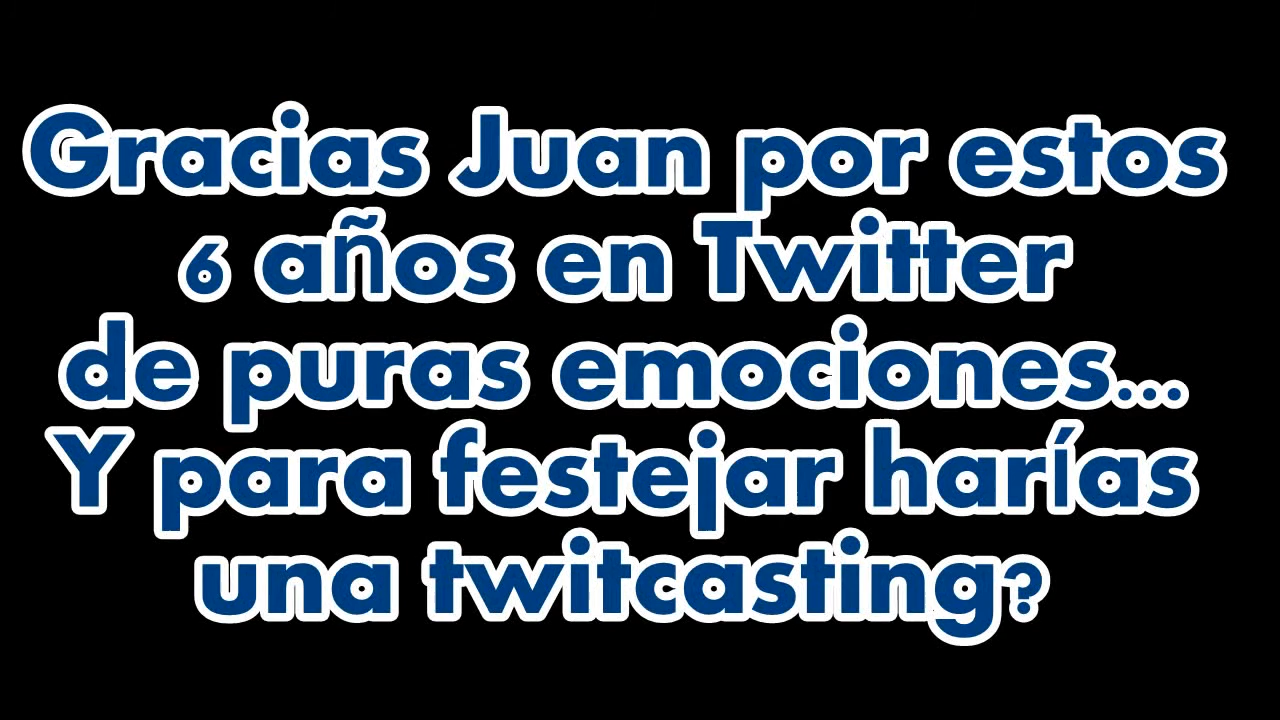 Gracias Juan por estos
6 años en Twitter
de puras emociones...
Y para festejar harías
una twitcasting?